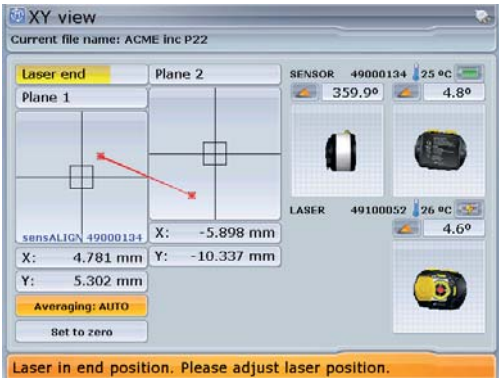 XY view
Current file name: ACME inc P22
Laser end
Plane 2
Plane 1
sensALIGN 49000134
X: 4.781 mm
Y: 5.302 mm
X: -5.898 mm
Y: -10.337 mm
Averaging: AUTO
Set to zero
SENSOR 49000134 25 ºC
359.9º 4.8º
LASER 49100052 26 ºC
4.6º
Laser in end position. Please adjust laser position.